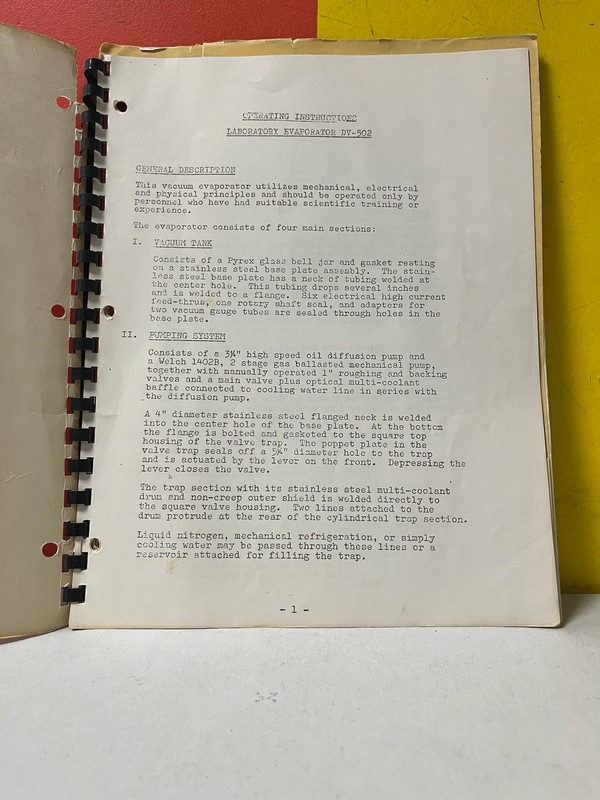 OPERATING INSTRUCTIONS
LABORATORY EVAPORATOR DV-502
GENERAL DESCRIPTION
This vacuum evaporator utilizes mechanical, electrical
and physical principles and should be operated only by
personnel who have had suitable scientific training or
experience.
The evaporator consists of four main sections:
I. VACUUM TANK
Consists of a Pyrex glass bell jar and gasket resting
on a stainless steel base plate assembly. The stain-
less steel base plate has a neck of tubing welded at
the center hole. This tubing drops several inches
and is welded to a flange. Six electrical high current
feed-thrus, one rotary shaft seal, and adaptors for
two vacuum gauge tubes are sealed through holes in the
base plate.
II. PUMPING SYSTEM
Consists of a 3¼" high speed oil diffusion pump and
a Welch 1402B, 2 stage gas ballasted mechanical pump,
together with manually operated 1" roughing and backing
valves and a main valve plus optical multi-coolant
baffle connected to cooling water line in series with
the diffusion pump.
A 4" diameter stainless steel flanged neck is welded
into the center hole of the base plate. At the bottom
the flange is bolted and gasketed to the square top
housing of the valve trap. The poppet plate in the
valve trap seals off a 5¼" diameter hole to the trap
and is actuated by the lever on the front. Depressing the
lever closes the valve.
The trap section with its stainless steel multi-coolant
drum and non-creep outer shield is welded directly to
the square valve housing. Two lines attached to the
drum protrude at the rear of the cylindrical trap section.
Liquid nitrogen, mechanical refrigeration, or simply
cooling water may be passed through these lines or a
reservoir attached for filling the trap.
- 1 -